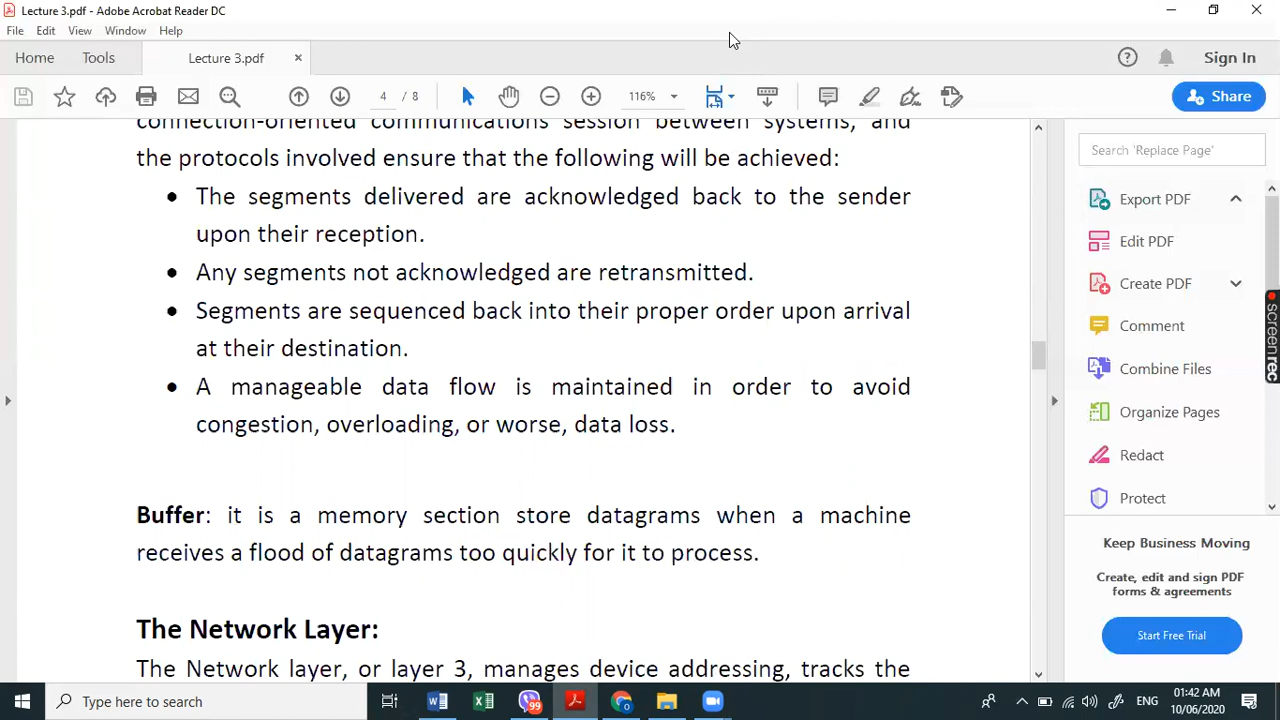 Lecture 3.pdf - Adobe Acrobat Reader DC
File Edit View Window Help
Home Tools Lecture 3.pdf × Sign In
4 / 8 116% Share
connection-oriented communications session between systems, and
the protocols involved ensure that the following will be achieved:
• The segments delivered are acknowledged back to the sender
upon their reception.
• Any segments not acknowledged are retransmitted.
• Segments are sequenced back into their proper order upon arrival
at their destination.
• A manageable data flow is maintained in order to avoid
congestion, overloading, or worse, data loss.
Buffer: it is a memory section store datagrams when a machine
receives a flood of datagrams too quickly for it to process.
The Network Layer:
The Network layer, or layer 3, manages device addressing, tracks the
Search 'Replace Page'
Export PDF
Edit PDF
Create PDF
Comment
Combine Files
Organize Pages
Redact
Protect
Keep Business Moving
Create, edit and sign PDF
forms & agreements
Start Free Trial
screenrec
Type here to search
99
ENG
01:42 AM
10/06/2020